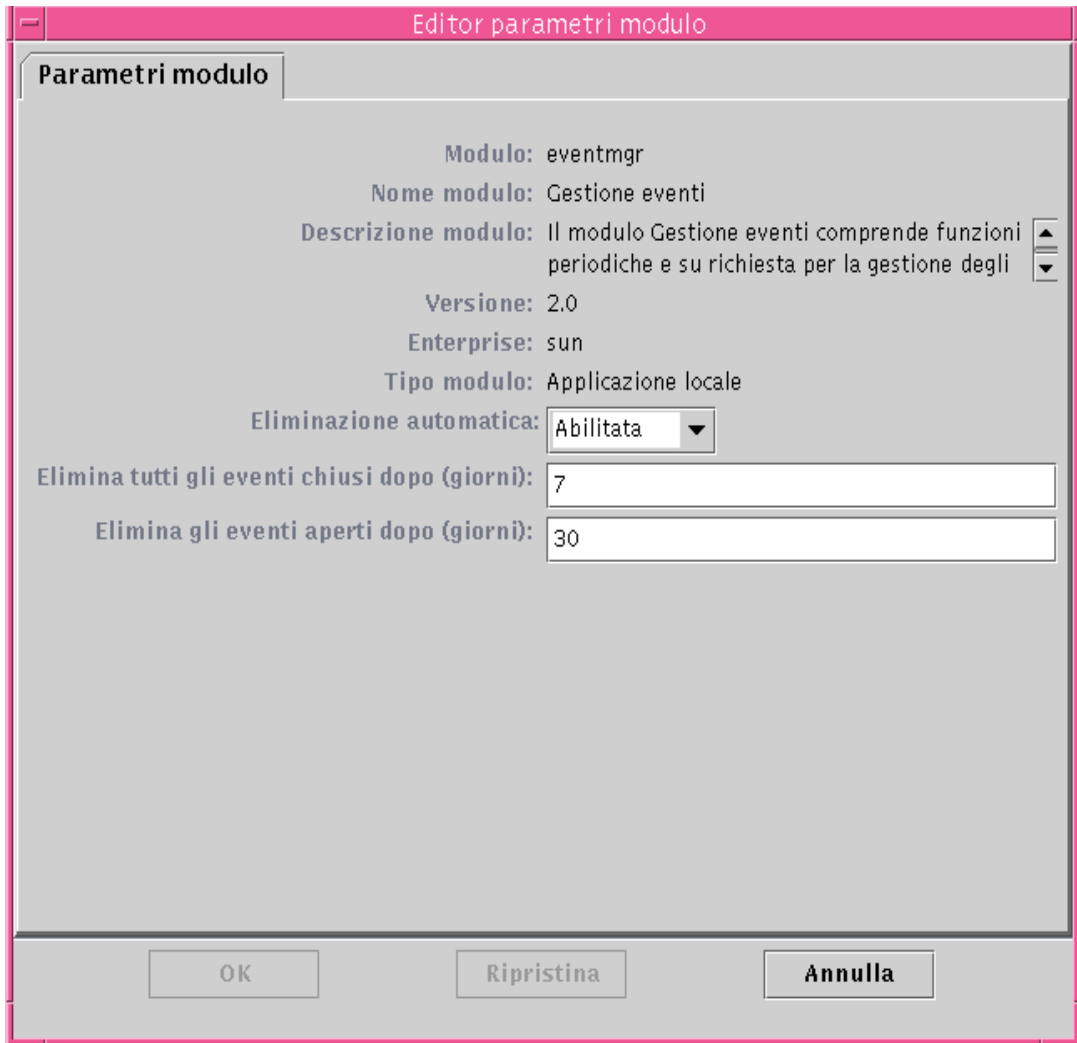 Editor parametri modulo
Parametri modulo
Modulo: eventmgr
Nome modulo: Gestione eventi
Descrizione modulo: Il modulo Gestione eventi comprende funzioni
periodiche e su richiesta per la gestione degli
Versione: 2.0
Enterprise: sun
Tipo modulo: Applicazione locale
Eliminazione automatica: Abilitata
Elimina tutti gli eventi chiusi dopo (giorni): 7
Elimina gli eventi aperti dopo (giorni): 30
OK Ripristina Annulla